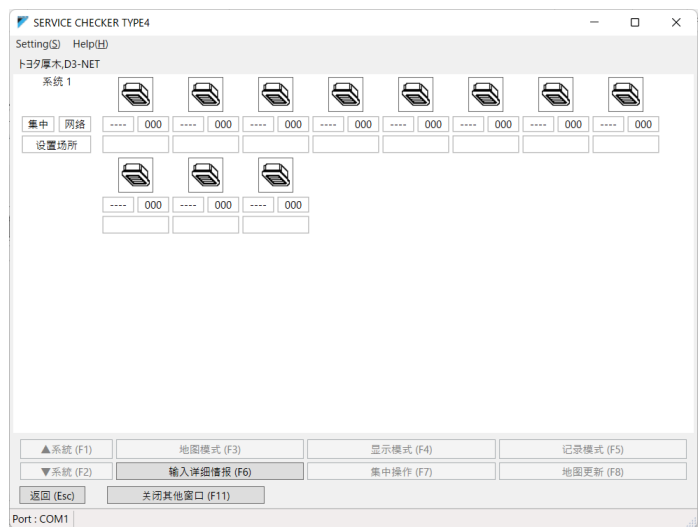 SERVICE CHECKER TYPE4
Setting(S) Help(H)
トヨタ厚木,D3-NET
系统 1
集中 网络 ---- 000 ---- 000 ---- 000 ---- 000 ---- 000 ---- 000 ---- 000 ---- 000
设置场所
---- 000 ---- 000 ---- 000
▲系統 (F1) 地图模式 (F3) 显示模式 (F4) 记录模式 (F5)
▼系統 (F2) 输入详细情报 (F6) 集中操作 (F7) 地图更新 (F8)
返回 (Esc) 关闭其他窗口 (F11)
Port : COM1